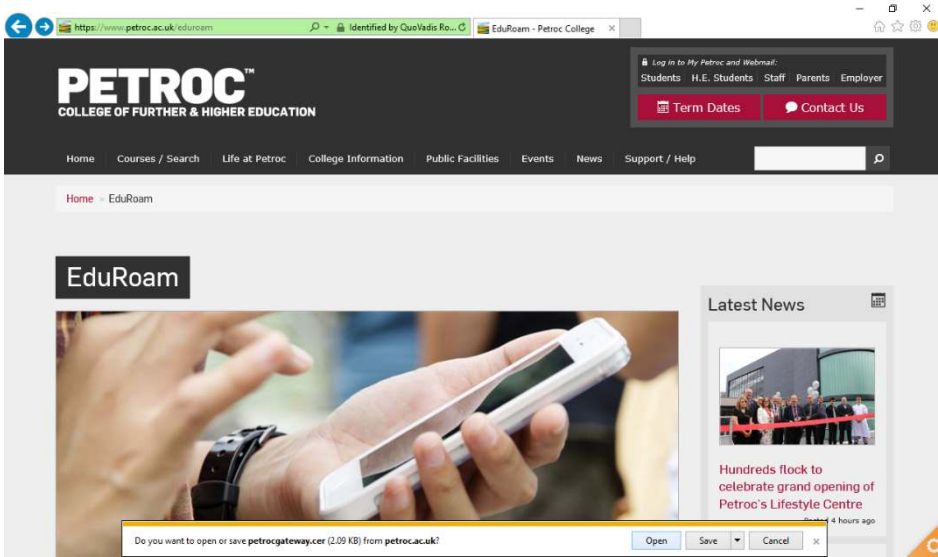 https://www.petroc.ac.uk/eduroam
Identified by QuoVadis Ro...
EduRoam - Petroc College
PETROC™
COLLEGE OF FURTHER & HIGHER EDUCATION
Log in to My Petroc and Webmail:
Students H.E. Students Staff Parents Employer
Term Dates
Contact Us
Home Courses / Search Life at Petroc College Information Public Facilities Events News Support / Help
Home » EduRoam
EduRoam
Latest News
Hundreds flock to
celebrate grand opening of
Petroc's Lifestyle Centre
Posted 4 hours ago
Do you want to open or save petrocgateway.cer (2.09 KB) from petroc.ac.uk?
Open Save Cancel